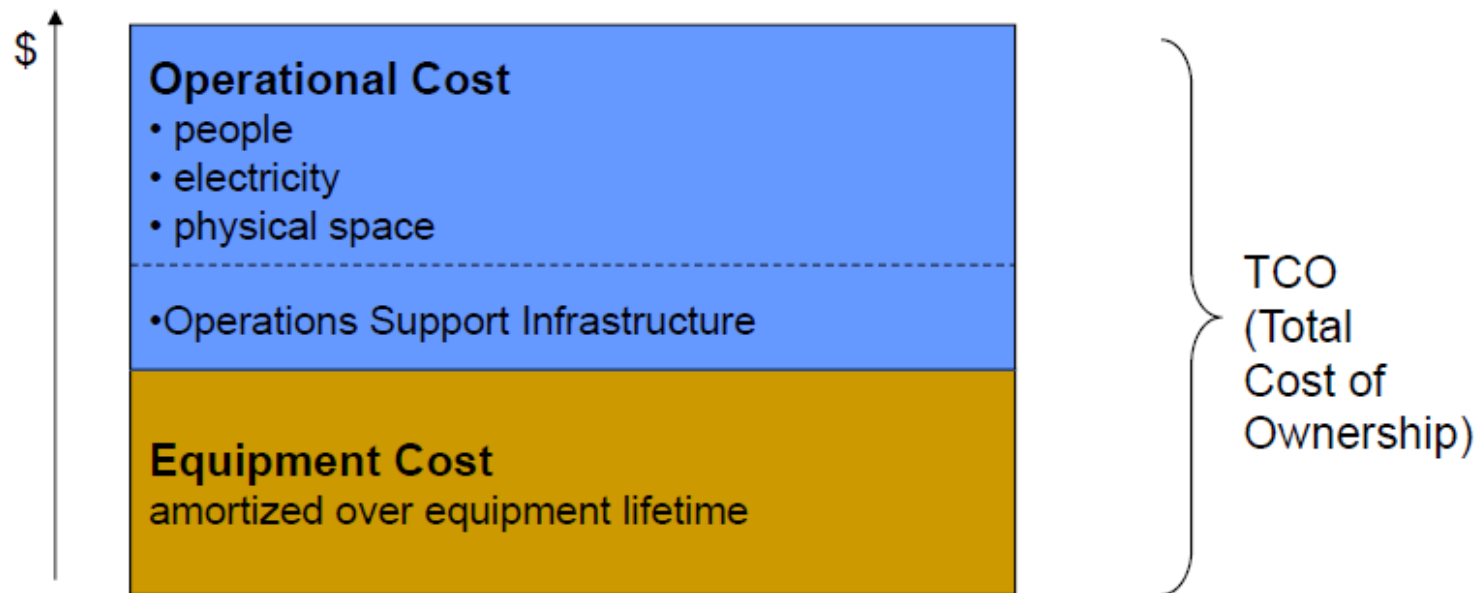 $
Operational Cost
• people
• electricity
• physical space
•Operations Support Infrastructure
Equipment Cost
amortized over equipment lifetime
TCO
(Total
Cost of
Ownership)